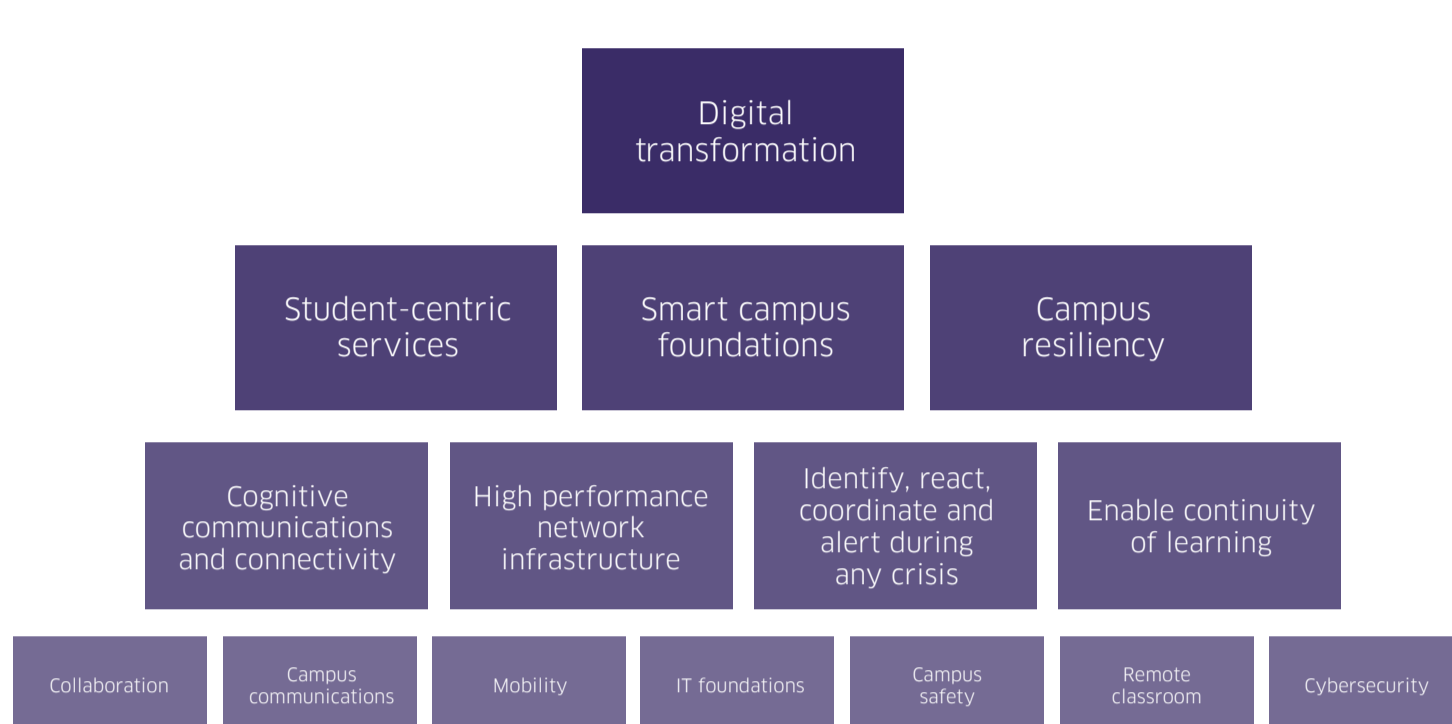 Digital
transformation
Student-centric
services
Smart campus
foundations
Campus
resiliency
Cognitive
communications
and connectivity
High performance
network
infrastructure
Identify, react,
coordinate and
alert during
any crisis
Enable continuity
of learning
Collaboration
Campus
communications
Mobility
IT foundations
Campus
safety
Remote
classroom
Cybersecurity